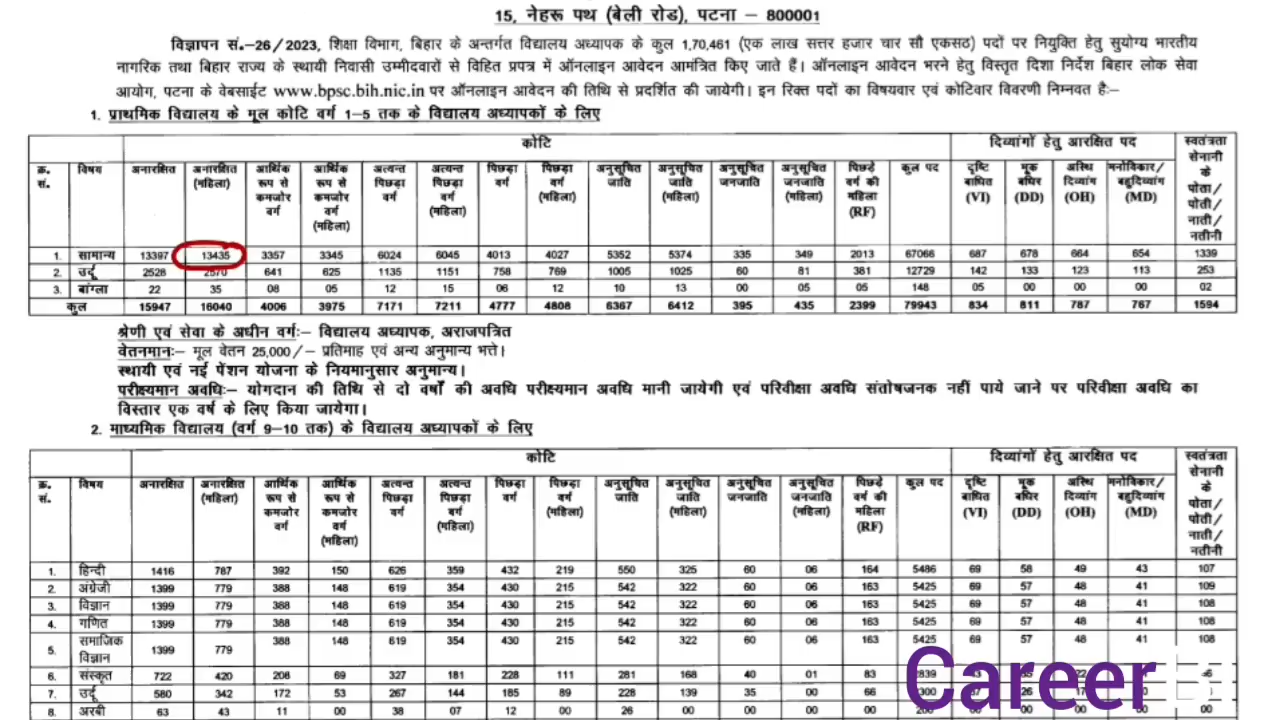 15, नेहरू पथ (बेली रोड), पटना – 800001
विज्ञापन सं.–26/2023, शिक्षा विभाग, बिहार के अन्तर्गत विद्यालय अध्यापक के कुल 1,70,461 (एक लाख सत्तर हजार चार सौ एकसठ) पदों पर नियुक्ति हेतु सुयोग्य भारतीय
नागरिक तथा बिहार राज्य के स्थायी निवासी उम्मीदवारों से विहित प्रपत्र में ऑनलाइन आवेदन आमंत्रित किए जाते हैं। ऑनलाइन आवेदन भरने हेतु विस्तृत दिशा निर्देश बिहार लोक सेवा
आयोग, पटना के वेबसाईट www.bpsc.bih.nic.in पर ऑनलाइन आवेदन की तिथि से प्रदर्शित की जायेगी। इन रिक्त पदों का विषयवार एवं कोटिवार विवरणी निम्नवत है:–
1. प्राथमिक विद्यालय के मूल कोटि वर्ग 1–5 तक के विद्यालय अध्यापकों के लिए
कोटि दिव्यांगों हेतु आरक्षित पद स्वतंत्रता सेनानी के पोता/ पोती/ नाती/ नतीनी
क्र. सं. विषय अनारक्षित अनारक्षित (महिला) आर्थिक रूप से कमजोर वर्ग आर्थिक रूप से कमजोर वर्ग (महिला) अत्यन्त पिछड़ा वर्ग अत्यन्त पिछड़ा वर्ग (महिला) पिछड़ा वर्ग पिछड़ा वर्ग (महिला) अनुसूचित जाति अनुसूचित जाति (महिला) अनुसूचित जनजाति अनुसूचित जनजाति (महिला) पिछड़े वर्ग की महिला (RF) कुल पद दृष्टि बाधित (VI) मूक बधिर (DD) अस्थि दिव्यांग (OH) मनोविकार/ बहुदिव्यांग (MD)
1. सामान्य 13397 13435 3357 3345 6024 6045 4013 4027 5352 5374 335 349 2013 67066 687 678 664 654 1339
2. उर्दू 2528 2570 641 625 1135 1151 758 769 1005 1025 60 81 381 12729 142 133 123 113 253
3. बांग्ला 22 35 08 05 12 15 06 12 10 13 00 05 05 148 05 00 00 00 02
कुल 15947 16040 4006 3975 7171 7211 4777 4808 6367 6412 395 435 2399 79943 834 811 787 767 1594
श्रेणी एवं सेवा के अधीन वर्ग:– विद्यालय अध्यापक, अराजपत्रित
वेतनमान:– मूल वेतन 25,000/– प्रतिमाह एवं अन्य अनुमान्य भत्ते।
स्थायी एवं नई पेंशन योजना के नियमानुसार अनुमान्य।
परीक्ष्यमान अवधि:– योगदान की तिथि से दो वर्षों की अवधि परीक्ष्यमान अवधि मानी जायेगी एवं परिवीक्षा अवधि संतोषजनक नहीं पाये जाने पर परिवीक्षा अवधि का
विस्तार एक वर्ष के लिए किया जायेगा।
2. माध्यमिक विद्यालय (वर्ग 9–10 तक) के विद्यालय अध्यापकों के लिए
कोटि दिव्यांगों हेतु आरक्षित पद स्वतंत्रता सेनानी के पोता/ पोती/ नाती/ नतीनी
क्र. सं. विषय अनारक्षित अनारक्षित (महिला) आर्थिक रूप से कमजोर वर्ग आर्थिक रूप से कमजोर वर्ग (महिला) अत्यन्त पिछड़ा वर्ग अत्यन्त पिछड़ा वर्ग (महिला) पिछड़ा वर्ग पिछड़ा वर्ग (महिला) अनुसूचित जाति अनुसूचित जाति (महिला) अनुसूचित जनजाति अनुसूचित जनजाति (महिला) पिछड़े वर्ग की महिला (RF) कुल पद दृष्टि बाधित (VI) मूक बधिर (DD) अस्थि दिव्यांग (OH) मनोविकार/ बहुदिव्यांग (MD)
1. हिन्दी 1416 787 392 150 626 359 432 219 550 325 60 06 164 5486 69 58 49 43 107
2. अंग्रेजी 1399 779 388 148 619 354 430 215 542 322 60 06 163 5425 69 57 48 41 109
3. विज्ञान 1399 779 388 148 619 354 430 215 542 322 60 06 163 5425 69 57 48 41 108
4. गणित 1399 779 388 148 619 354 430 215 542 322 60 06 163 5425 69 57 48 41 108
5. समाजिक विज्ञान 1399 779 388 148 619 354 430 215 542 322 60 06 163 5425 69 57 48 41 108
6. संस्कृत 722 420 208 69 327 181 228 111 281 168 40 01 83
7. उर्दू 580 342 172 53 267 144 185 89 228 139 35 00 66
8. अरबी 63 43 11 00 38 07 12 00 26 00 00 00 00
Career